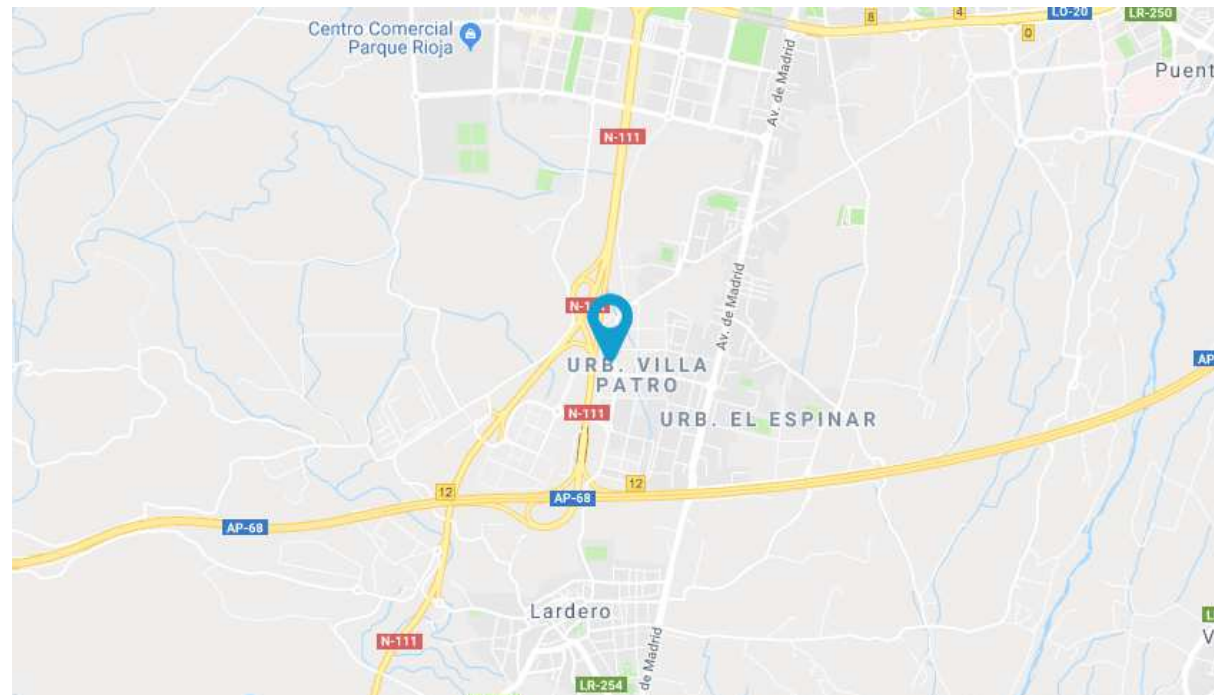 Centro Comercial
Parque Rioja
8
4
LO-20
LR-250
0
Puent
Av. de Madrid
N-111
Av. de Madrid
URB. VILLA
PATRO
AP
N-111
URB. EL ESPINAR
12
12
AP-68
AP-68
Lardero
N-111
de Madrid
LR-254
V